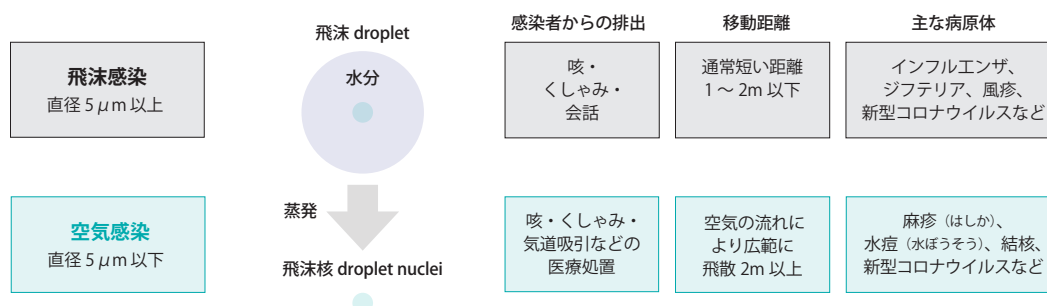 感染者からの排出
移動距離
主な病原体
飛沫 droplet
飛沫感染
直径 5μm 以上
水分
咳・
くしゃみ・
会話
通常短い距離
1～2m 以下
インフルエンザ、
ジフテリア、風疹、
新型コロナウイルスなど
蒸発
空気感染
直径 5μm 以下
飛沫核 droplet nuclei
咳・くしゃみ・
気道吸引などの
医療処置
空気の流れに
より広範に
飛散 2m 以上
麻疹（はしか）、
水痘（水ぼうそう）、結核、
新型コロナウイルスなど